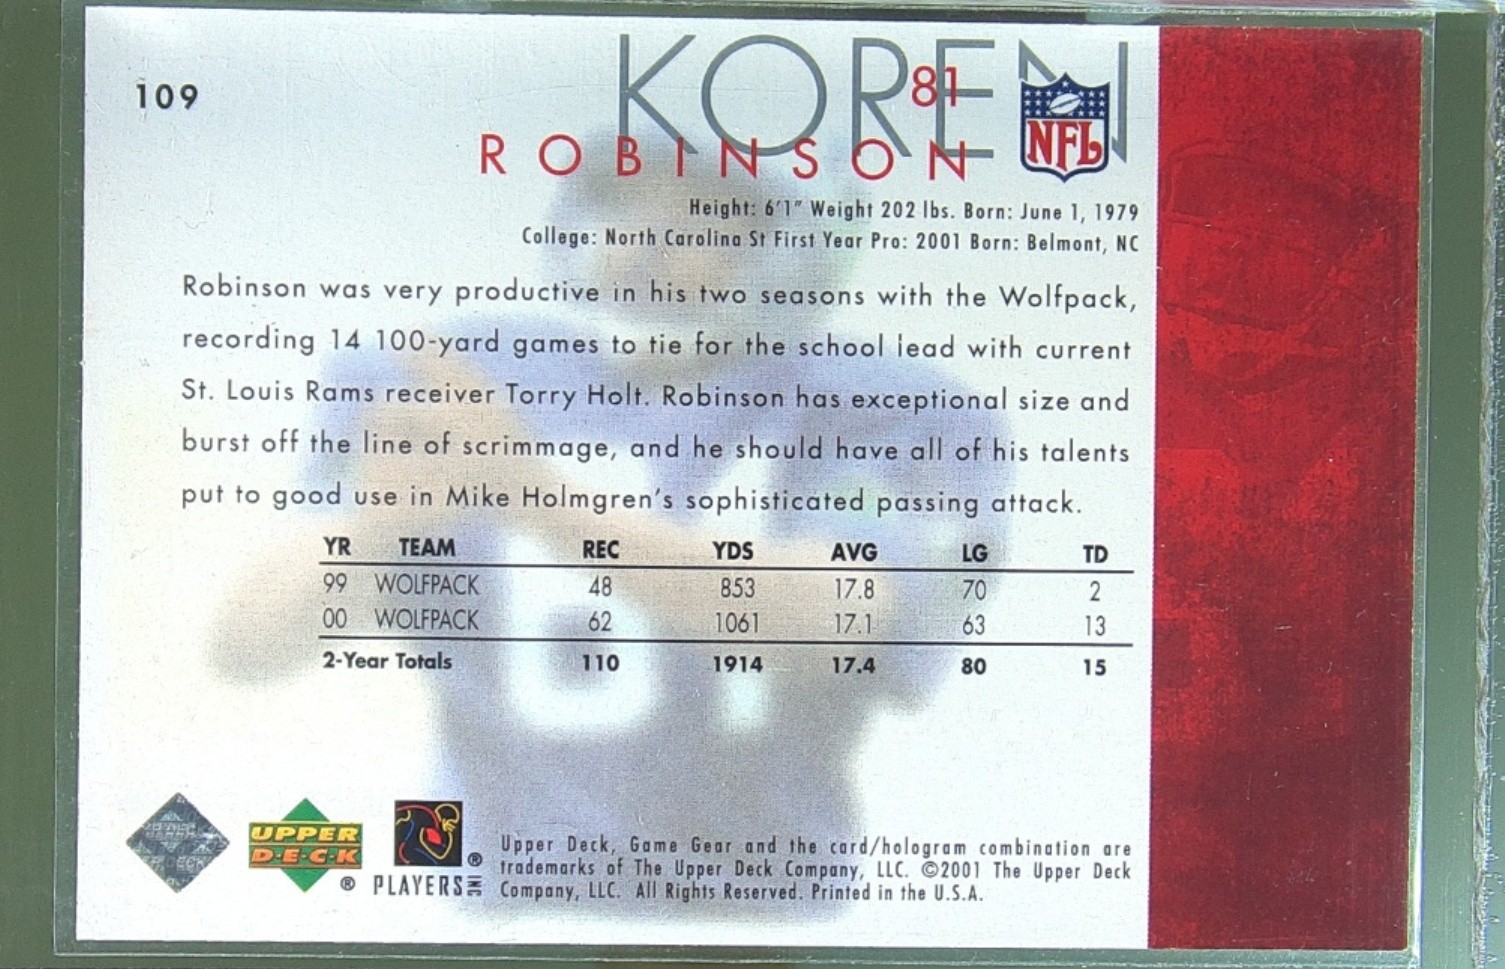 109
KOREN
81
ROBINSON
NFL
Height: 6'1" Weight 202 lbs. Born: June 1, 1979
College: North Carolina St First Year Pro: 2001 Born: Belmont, NC
Robinson was very productive in his two seasons with the Wolfpack,
recording 14 100-yard games to tie for the school lead with current
St. Louis Rams receiver Torry Holt. Robinson has exceptional size and
burst off the line of scrimmage, and he should have all of his talents
put to good use in Mike Holmgren's sophisticated passing attack.
YR TEAM REC YDS AVG LG TD
99 WOLFPACK 48 853 17.8 70 2
00 WOLFPACK 62 1061 17.1 63 13
2-Year Totals 110 1914 17.4 80 15
UPPER
D·E·C·K
®
®
PLAYERS INC
Upper Deck, Game Gear and the card/hologram combination are
trademarks of The Upper Deck Company, LLC. ©2001 The Upper Deck
Company, LLC. All Rights Reserved. Printed in the U.S.A.